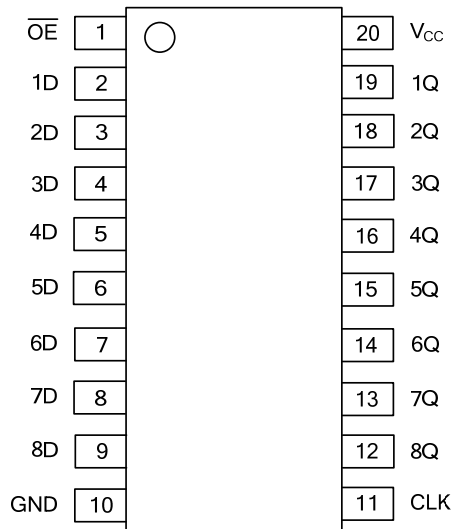 O̅E̅ 1 20 VCC
1D 2 19 1Q
2D 3 18 2Q
3D 4 17 3Q
4D 5 16 4Q
5D 6 15 5Q
6D 7 14 6Q
7D 8 13 7Q
8D 9 12 8Q
GND 10 11 CLK